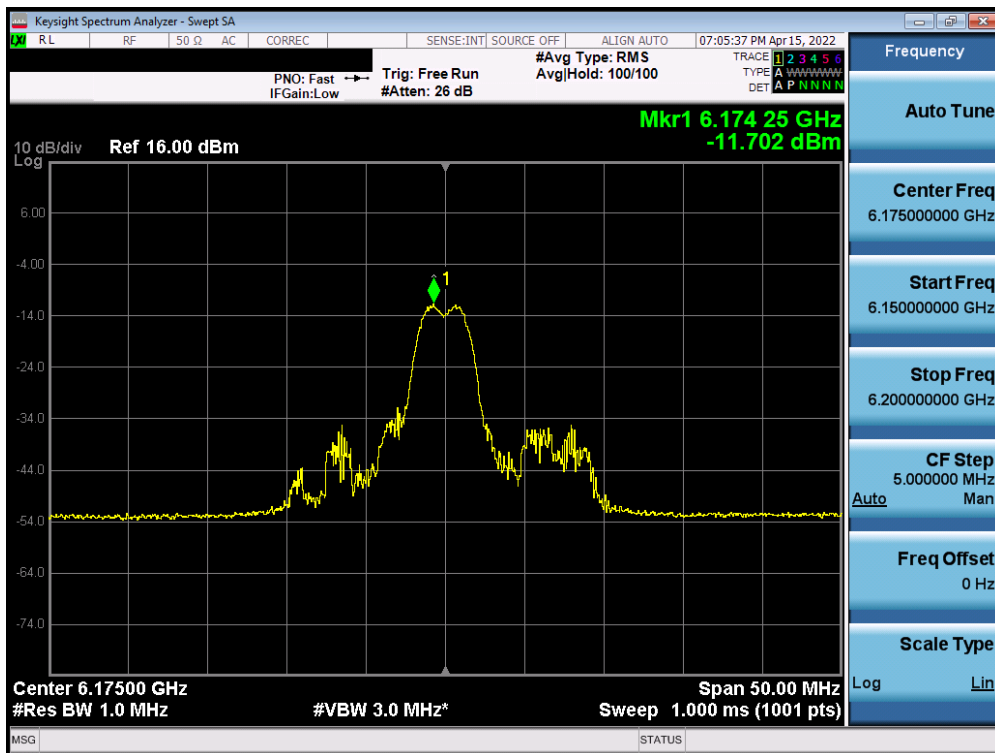 Keysight Spectrum Analyzer - Swept SA
LXI RL RF 50 Ω AC CORREC SENSE:INT SOURCE OFF ALIGN AUTO 07:05:37 PM Apr 15, 2022
PNO: Fast
IFGain:Low
Trig: Free Run
#Atten: 26 dB
#Avg Type: RMS
Avg|Hold: 100/100
TRACE 1 2 3 4 5 6
TYPE A WWWWW
DET A P N N N N
Mkr1 6.174 25 GHz
-11.702 dBm
10 dB/div
Log
Ref 16.00 dBm
6.00
-4.00
-14.0
-24.0
-34.0
-44.0
-54.0
-64.0
-74.0
1
Center 6.17500 GHz
#Res BW 1.0 MHz
#VBW 3.0 MHz*
Span 50.00 MHz
Sweep 1.000 ms (1001 pts)
MSG
STATUS
Frequency
Auto Tune
Center Freq
6.175000000 GHz
Start Freq
6.150000000 GHz
Stop Freq
6.200000000 GHz
CF Step
5.000000 MHz
Auto Man
Freq Offset
0 Hz
Scale Type
Log Lin